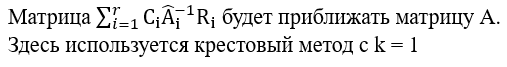 Матрица ∑ᵢ₌₁ʳ CᵢÂᵢ⁻¹Rᵢ будет приближать матрицу A.
Здесь используется крестовый метод с k = 1